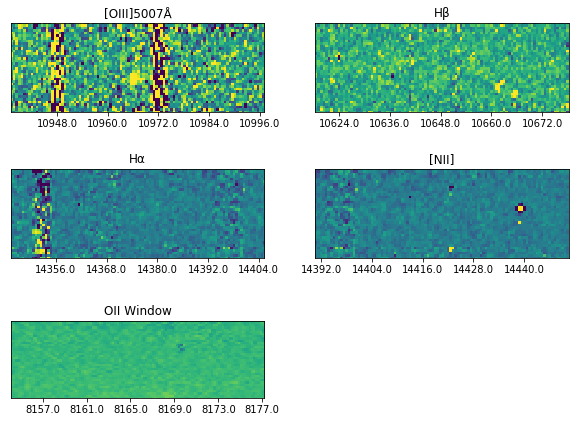 [OIII]5007Å
Hβ
10948.0 10960.0 10972.0 10984.0 10996.0
10624.0 10636.0 10648.0 10660.0 10672.0
Hα
[NII]
14356.0 14368.0 14380.0 14392.0 14404.0
14392.0 14404.0 14416.0 14428.0 14440.0
OII Window
8157.0 8161.0 8165.0 8169.0 8173.0 8177.0